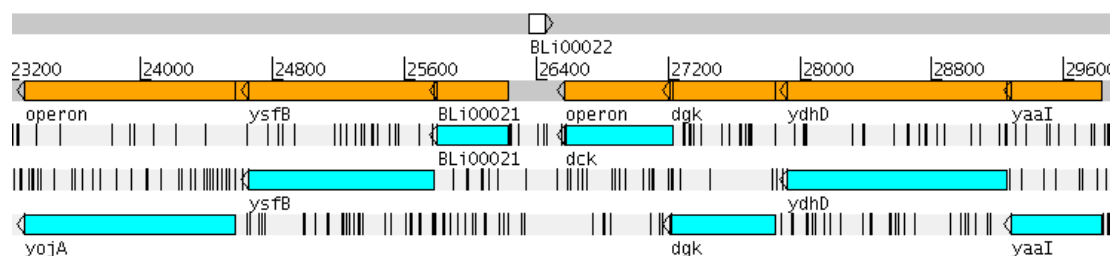 BLi00022
23200 24000 24800 25600 26400 27200 28000 28800 29600
operon ysfB BLi00021 operon dgk ydhD yaaI
BLi00021 dck
ysfB ydhD
yojA dgk yaaI